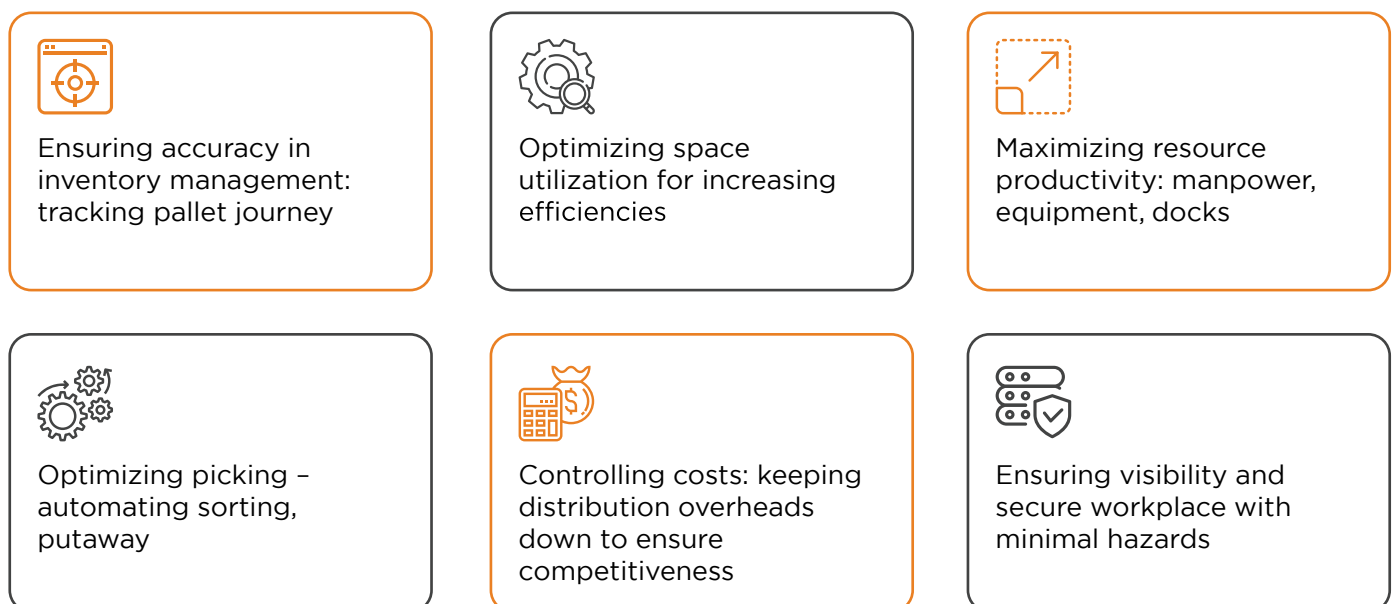 Ensuring accuracy in
inventory management:
tracking pallet journey
Optimizing space
utilization for increasing
efficiencies
Maximizing resource
productivity: manpower,
equipment, docks
Optimizing picking –
automating sorting,
putaway
Controlling costs: keeping
distribution overheads
down to ensure
competitiveness
Ensuring visibility and
secure workplace with
minimal hazards